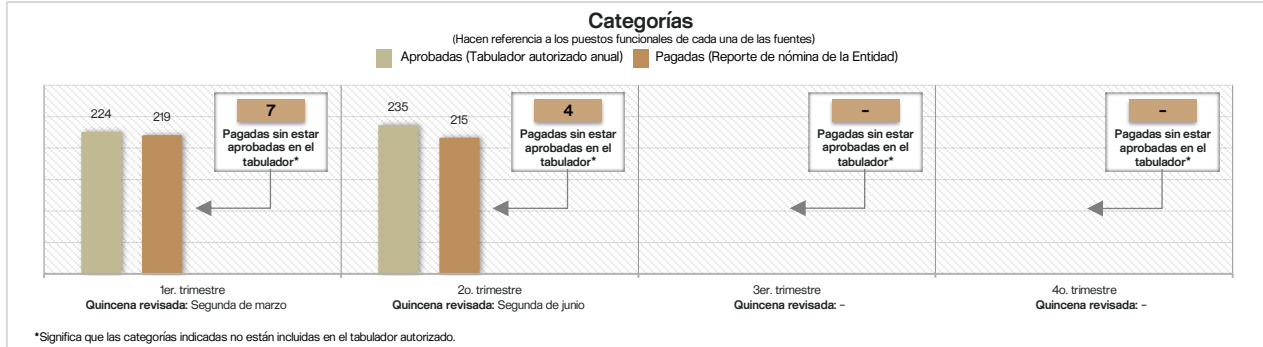 Categorías
(Hacen referencia a los puestos funcionales de cada una de las fuentes)
Aprobadas (Tabulador autorizado anual) Pagadas (Reporte de nómina de la Entidad)
224
219
7
Pagadas sin estar
aprobadas en el
tabulador*
235
215
4
Pagadas sin estar
aprobadas en el
tabulador*
-
Pagadas sin estar
aprobadas en el
tabulador*
-
Pagadas sin estar
aprobadas en el
tabulador*
1er. trimestre
Quincena revisada: Segunda de marzo
2o. trimestre
Quincena revisada: Segunda de junio
3er. trimestre
Quincena revisada: -
4o. trimestre
Quincena revisada: -
*Significa que las categorías indicadas no están incluidas en el tabulador autorizado.